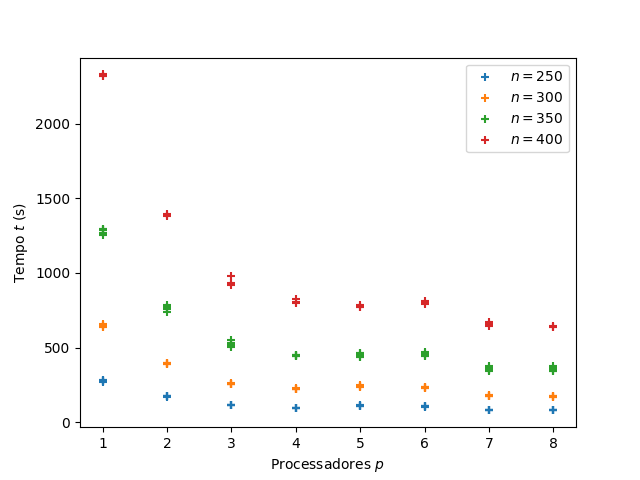 n = 250
n = 300
n = 350
n = 400
Tempo t (s)
2000
1500
1000
500
0
1 2 3 4 5 6 7 8
Processadores p